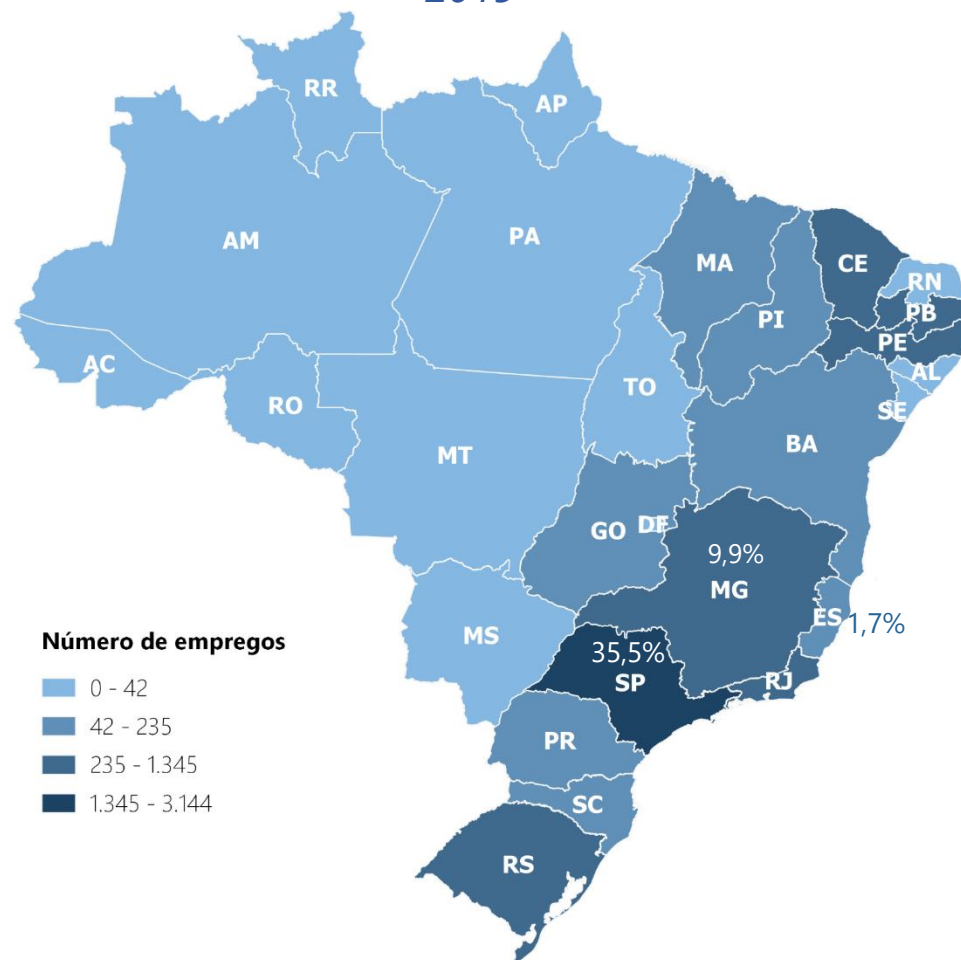 2019
RR
AP
AM
PA
MA
CE
RN
PB
PI
PE
AC
AL
TO
RO
SE
BA
MT
GO
DF
9,9%
MG
ES
1,7%
MS
35,5%
SP
RJ
PR
SC
RS
Número de empregos
0 - 42
42 - 235
235 - 1.345
1.345 - 3.144